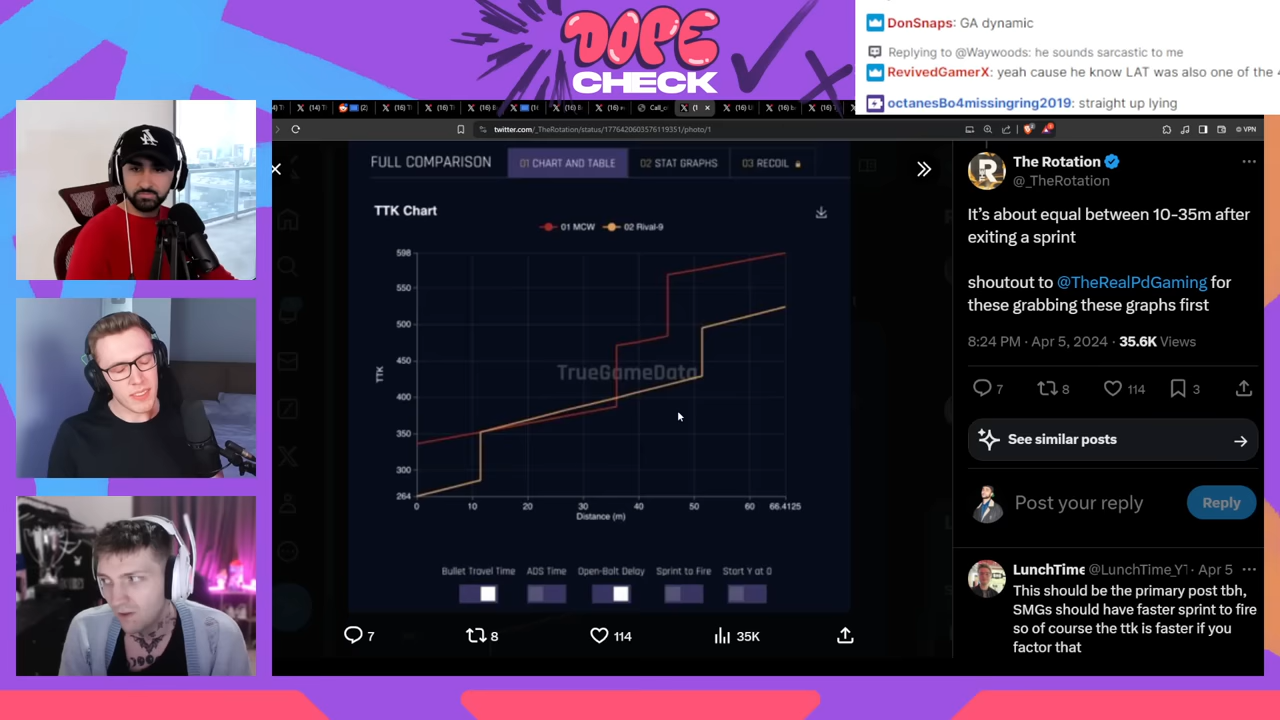 DOPE
CHECK
DonSnaps: GA dynamic
Replying to @Waywoods: he sounds sarcastic to me
RevivedGamerX: yeah cause he know LAT was also one of the 4
octanesBo4missingring2019: straight up lying
twitter.com/_TheRotation/status/1776420603576119351/photo/1
VPN
FULL COMPARISON
01 CHART AND TABLE
02 STAT GRAPHS
03 RECOIL
TTK Chart
01 MCW
02 Rival-9
598
550
500
450
400
350
300
264
TTK
TrueGameData
0
10
20
30
40
50
60
66.4125
Distance (m)
Bullet Travel Time
ADS Time
Open-Bolt Delay
Sprint to Fire
Start Y at 0
7
8
114
35K
The Rotation
@_TheRotation
It's about equal between 10-35m after
exiting a sprint
shoutout to @TheRealPdGaming for
these grabbing these graphs first
8:24 PM · Apr 5, 2024 · 35.6K Views
7
8
114
3
See similar posts
Post your reply
Reply
LunchTime @LunchTime_YT · Apr 5
This should be the primary post tbh,
SMGs should have faster sprint to fire
so of course the ttk is faster if you
factor that